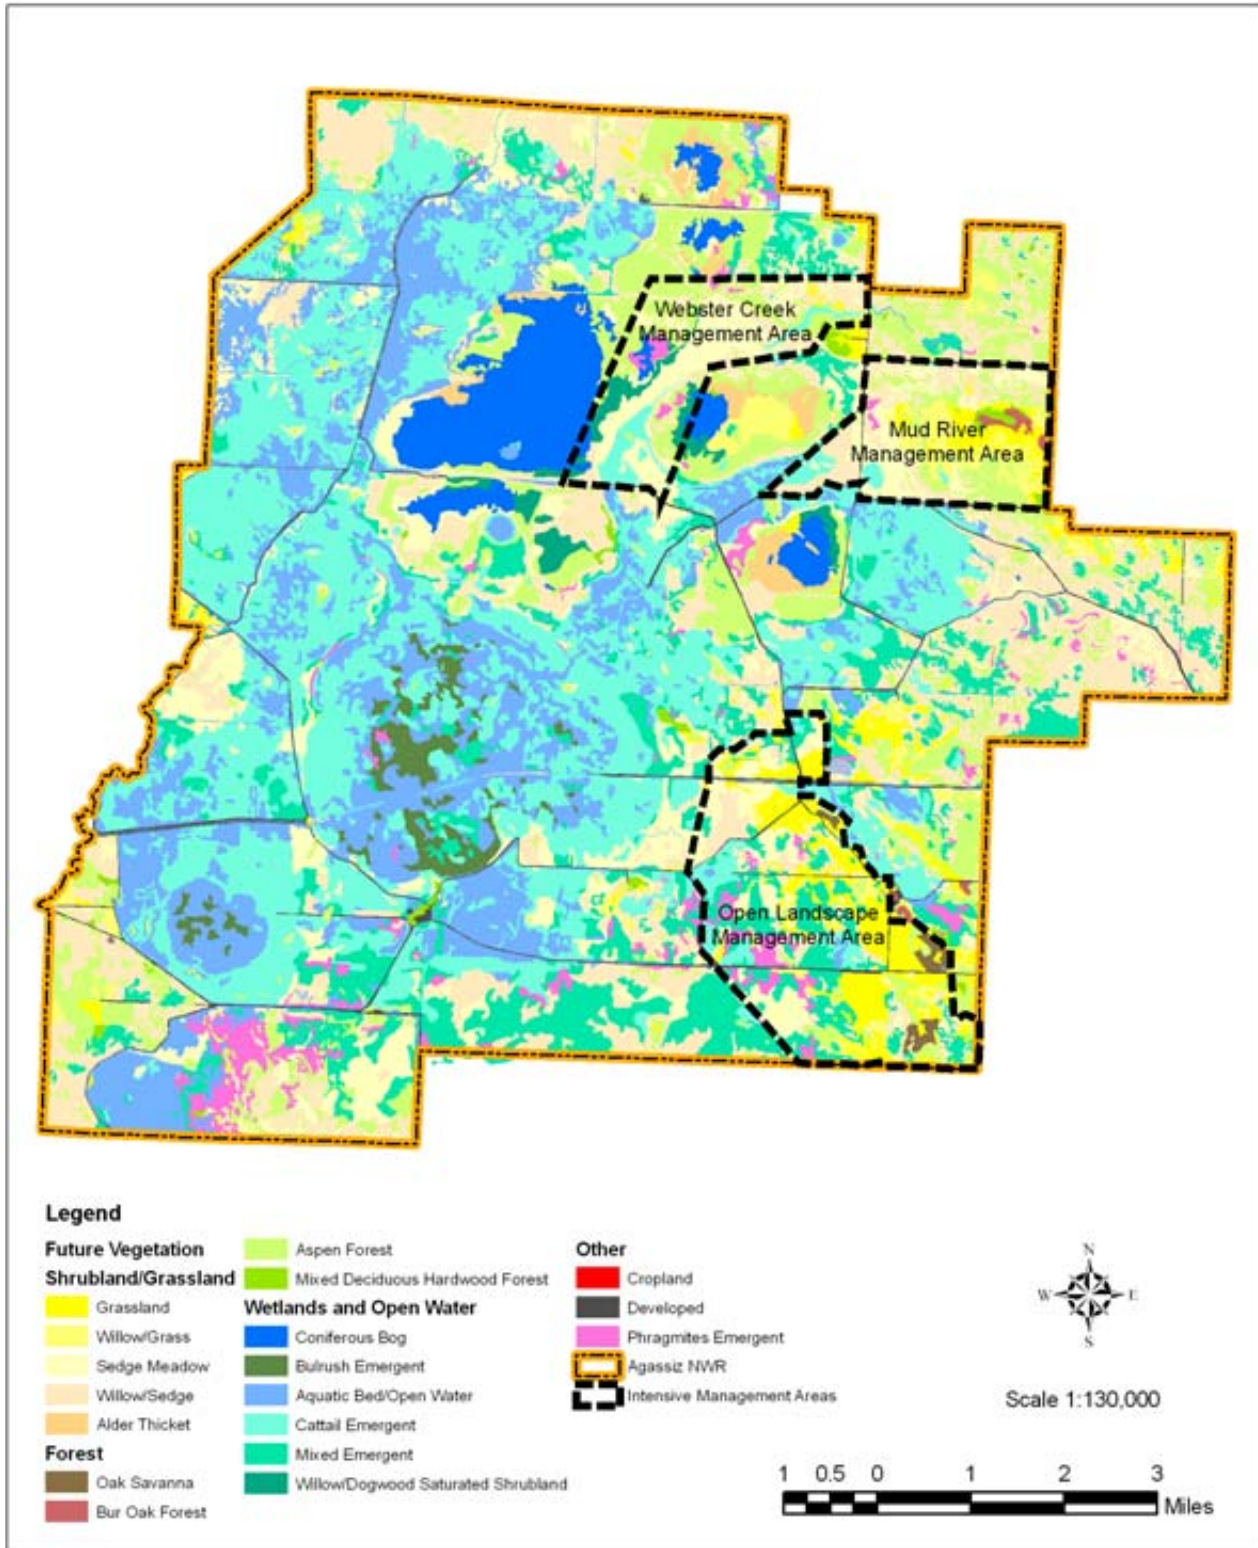 Webster Creek
Management Area
Mud River
Management Area
Open Landscape
Management Area
Legend
Future Vegetation
Shrubland/Grassland
Grassland
Willow/Grass
Sedge Meadow
Willow/Sedge
Alder Thicket
Forest
Oak Savanna
Bur Oak Forest
Aspen Forest
Mixed Deciduous Hardwood Forest
Wetlands and Open Water
Coniferous Bog
Bulrush Emergent
Aquatic Bed/Open Water
Cattail Emergent
Mixed Emergent
Willow/Dogwood Saturated Shrubland
Other
Cropland
Developed
Phragmites Emergent
Agassiz NWR
Intensive Management Areas
N
W E
S
Scale 1:130,000
1 0.5 0 1 2 3
Miles